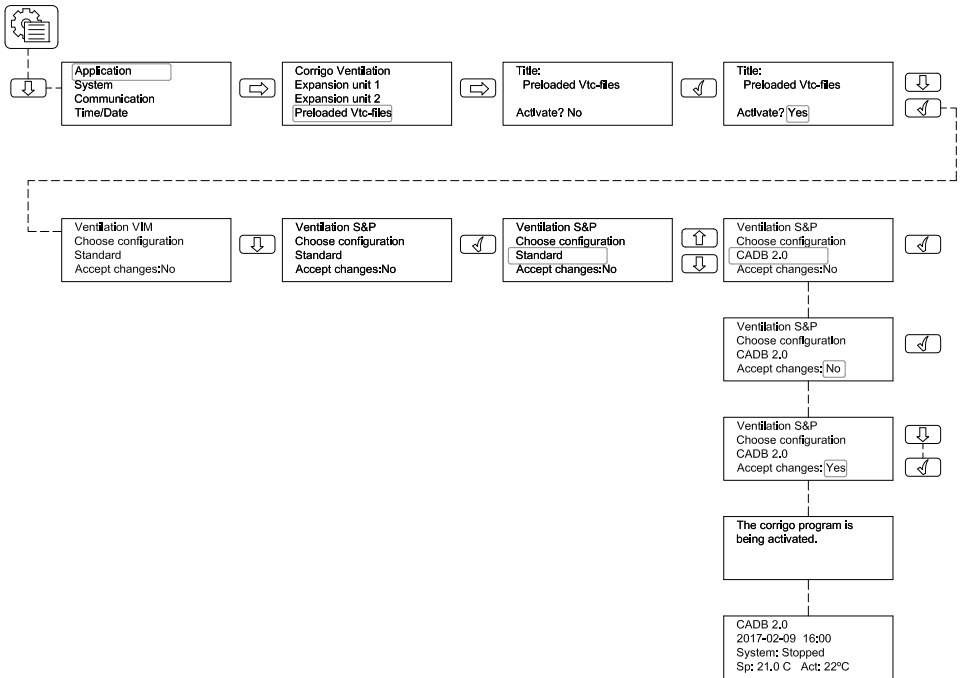 Application
System
Communication
Time/Date
Corrigo Ventilation
Expansion unit 1
Expansion unit 2
Preloaded Vtc-files
Title:
Preloaded Vtc-files
Activate? No
Title:
Preloaded Vtc-files
Activate? Yes
Ventilation VIM
Choose configuration
Standard
Accept changes:No
Ventilation S&P
Choose configuration
Standard
Accept changes:No
Ventilation S&P
Choose configuration
Standard
Accept changes:No
Ventilation S&P
Choose configuration
CADB 2.0
Accept changes:No
Ventilation S&P
Choose configuration
CADB 2.0
Accept changes: No
Ventilation S&P
Choose configuration
CADB 2.0
Accept changes: Yes
The corrigo program is
being activated.
CADB 2.0
2017-02-09 16:00
System: Stopped
Sp: 21.0 C Act: 22ºC